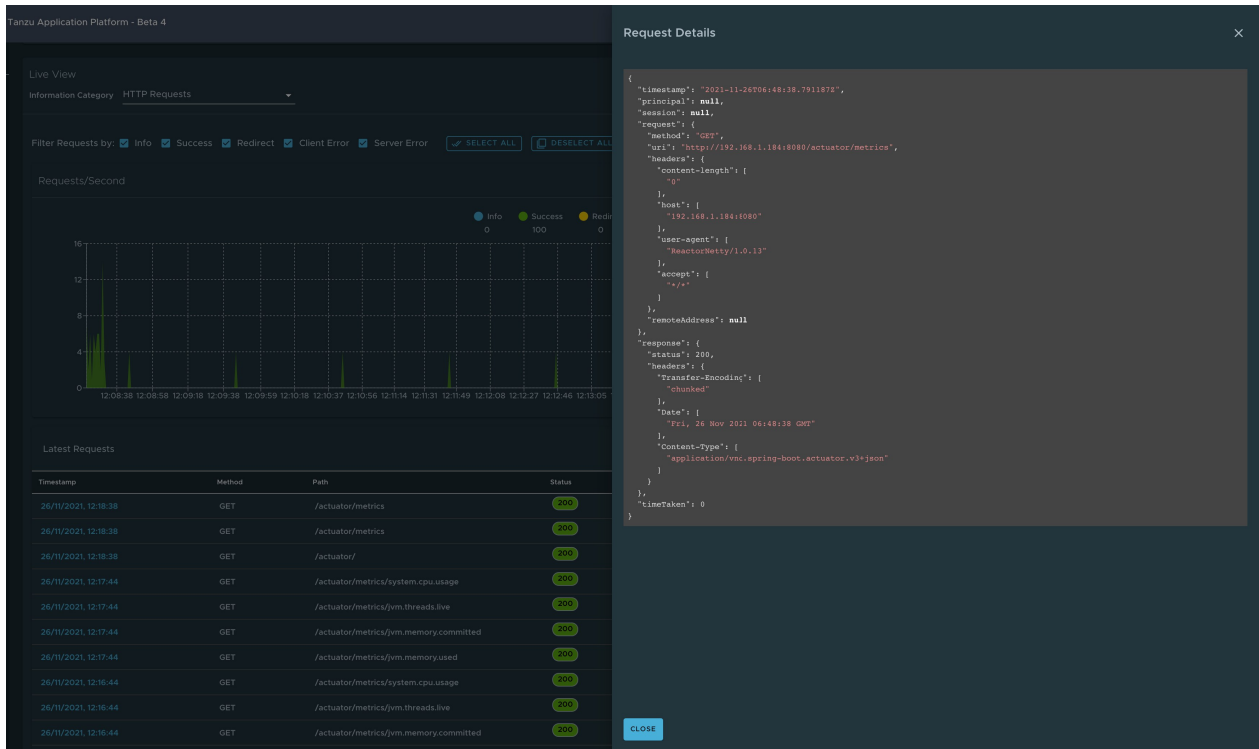 Tanzu Application Platform - Beta 4
Live View
Information Category HTTP Requests
Filter Requests by: Info Success Redirect Client Error Server Error SELECT ALL DESELECT ALL
Requests/Second
Info Success Redir
0 100 0
16
12
8
4
0
12:08:38 12:08:58 12:09:18 12:09:38 12:09:59 12:10:18 12:10:37 12:10:56 12:11:14 12:11:31 12:11:49 12:12:08 12:12:27 12:12:46 12:13:05
Latest Requests
Timestamp Method Path Status
26/11/2021, 12:18:38 GET /actuator/metrics 200
26/11/2021, 12:18:38 GET /actuator/metrics 200
26/11/2021, 12:18:38 GET /actuator/ 200
26/11/2021, 12:17:44 GET /actuator/metrics/system.cpu.usage 200
26/11/2021, 12:17:44 GET /actuator/metrics/jvm.threads.live 200
26/11/2021, 12:17:44 GET /actuator/metrics/jvm.memory.committed 200
26/11/2021, 12:17:44 GET /actuator/metrics/jvm.memory.used 200
26/11/2021, 12:16:44 GET /actuator/metrics/system.cpu.usage 200
26/11/2021, 12:16:44 GET /actuator/metrics/jvm.threads.live 200
26/11/2021, 12:16:44 GET /actuator/metrics/jvm.memory.committed 200
Request Details
{
"timestamp": "2021-11-26T06:48:38.791187Z",
"principal": null,
"session": null,
"request": {
"method": "GET",
"uri": "http://192.168.1.184:8080/actuator/metrics",
"headers": {
"content-length": [
"0"
],
"host": [
"192.168.1.184:8080"
],
"user-agent": [
"ReactorNetty/1.0.13"
],
"accept": [
"*/*"
]
},
"remoteAddress": null
},
"response": {
"status": 200,
"headers": {
"Transfer-Encoding": [
"chunked"
],
"Date": [
"Fri, 26 Nov 2021 06:48:38 GMT"
],
"Content-Type": [
"application/vnd.spring-boot.actuator.v3+json"
]
}
},
"timeTaken": 0
}
CLOSE